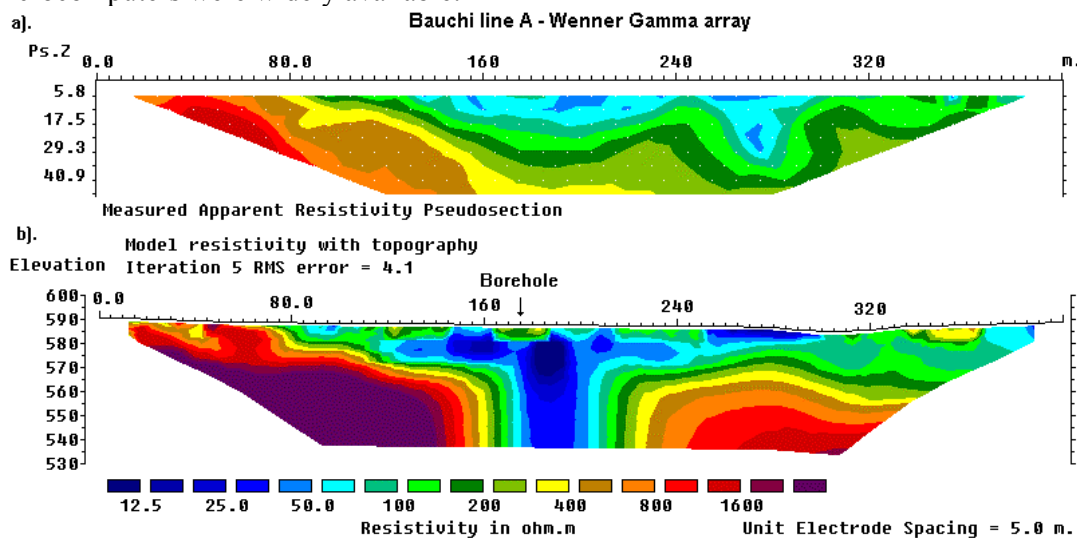 Bauchi line A - Wenner Gamma array
a).
Ps.Z 0.0 80.0 160 240 320 m.
5.8
17.5
29.3
40.9
Measured Apparent Resistivity Pseudosection
b).
Model resistivity with topography
Elevation Iteration 5 RMS error = 4.1
Borehole
600 0.0 80.0 160 240 320
590
580
570
560
550
540
530
12.5 25.0 50.0 100 200 400 800 1600
Resistivity in ohm.m Unit Electrode Spacing = 5.0 m.